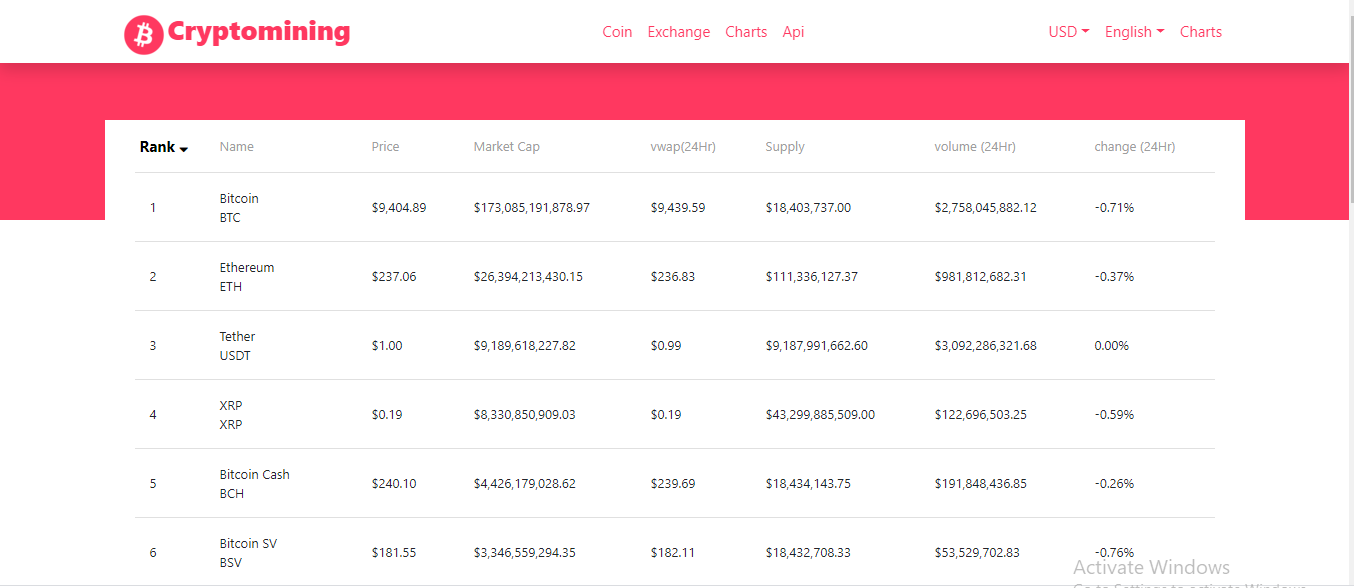 Cryptomining Coin Exchange Charts Api USD English Charts
Rank Name Price Market Cap vwap(24Hr) Supply volume (24Hr) change (24Hr)
1 Bitcoin BTC $9,404.89 $173,085,191,878.97 $9,439.59 $18,403,737.00 $2,758,045,882.12 -0.71%
2 Ethereum ETH $237.06 $26,394,213,430.15 $236.83 $111,336,127.37 $981,812,682.31 -0.37%
3 Tether USDT $1.00 $9,189,618,227.82 $0.99 $9,187,991,662.60 $3,092,286,321.68 0.00%
4 XRP XRP $0.19 $8,330,850,909.03 $0.19 $43,299,885,509.00 $122,696,503.25 -0.59%
5 Bitcoin Cash BCH $240.10 $4,426,179,028.62 $239.69 $18,434,143.75 $191,848,436.85 -0.26%
6 Bitcoin SV BSV $181.55 $3,346,559,294.35 $182.11 $18,432,708.33 $53,529,702.83 -0.76%
Activate Windows